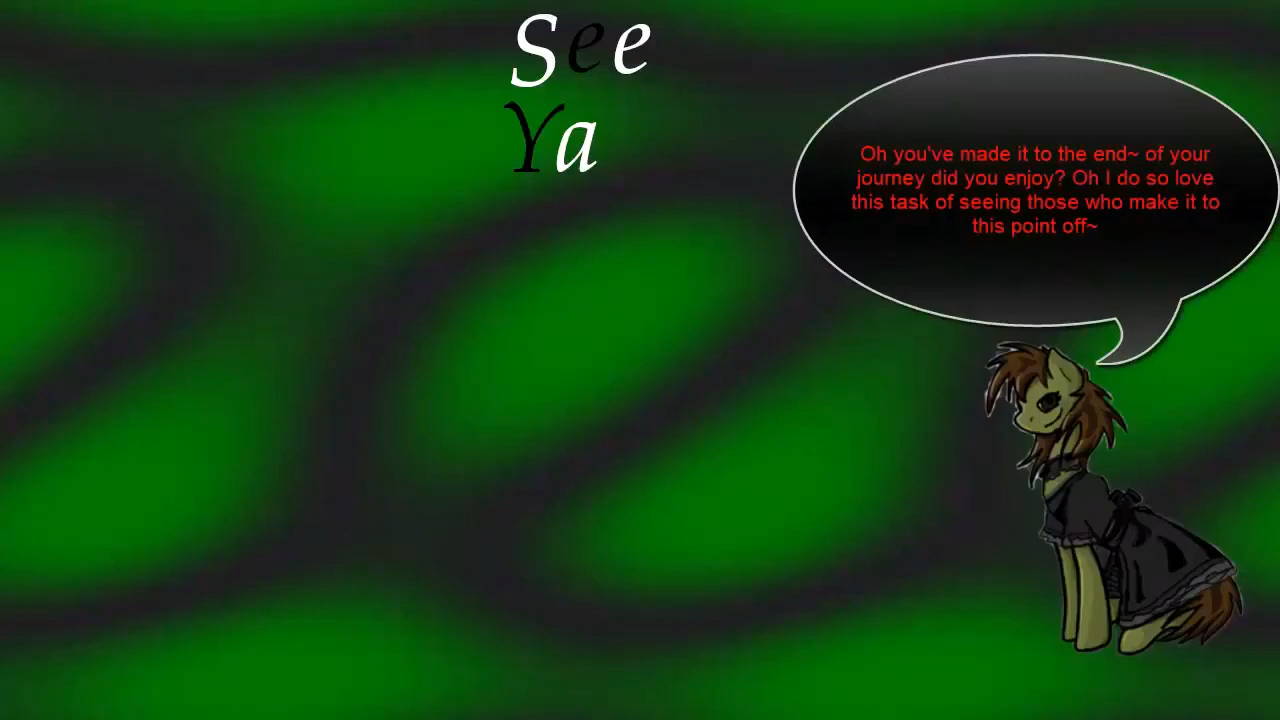 See
Ya
Oh you've made it to the end~ of your
journey did you enjoy? Oh I do so love
this task of seeing those who make it to
this point off~